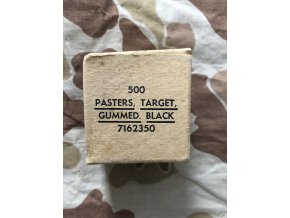 500
PASTERS, TARGET,
GUMMED, BLACK
7162350